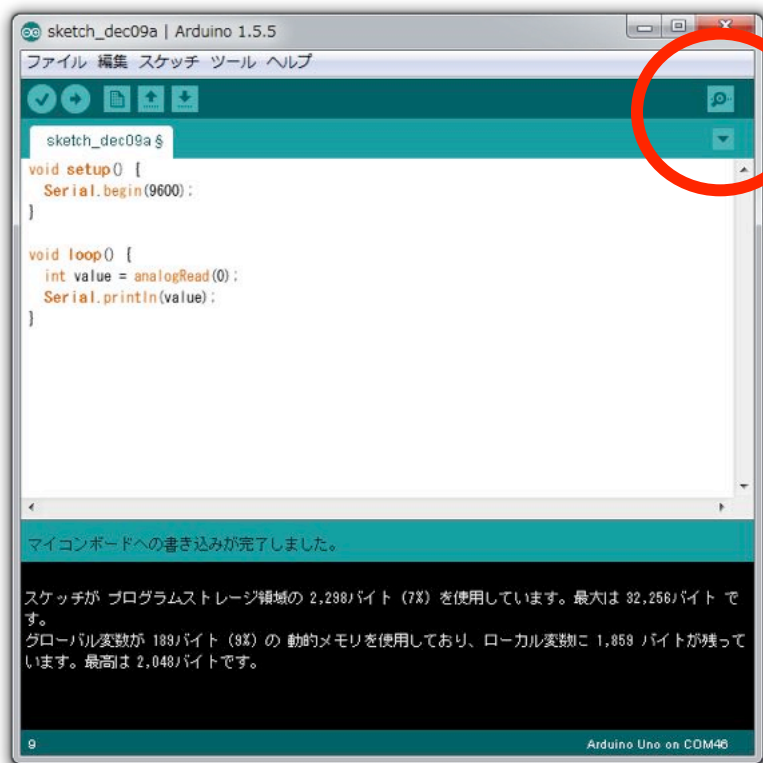 sketch_dec09a | Arduino 1.5.5
ファイル 編集 スケッチ ツール ヘルプ
sketch_dec09a §
void setup() {
  Serial.begin(9600);
}
void loop() {
  int value = analogRead(0);
  Serial.println(value);
}
マイコンボードへの書き込みが完了しました。
スケッチが プログラムストレージ領域の 2,298バイト (7%) を使用しています。最大は 32,256バイト で
す。
グローバル変数が 189バイト (9%) の 動的メモリを使用しており、ローカル変数に 1,859 バイトが残って
います。最高は 2,048バイトです。
9 Arduino Uno on COM46